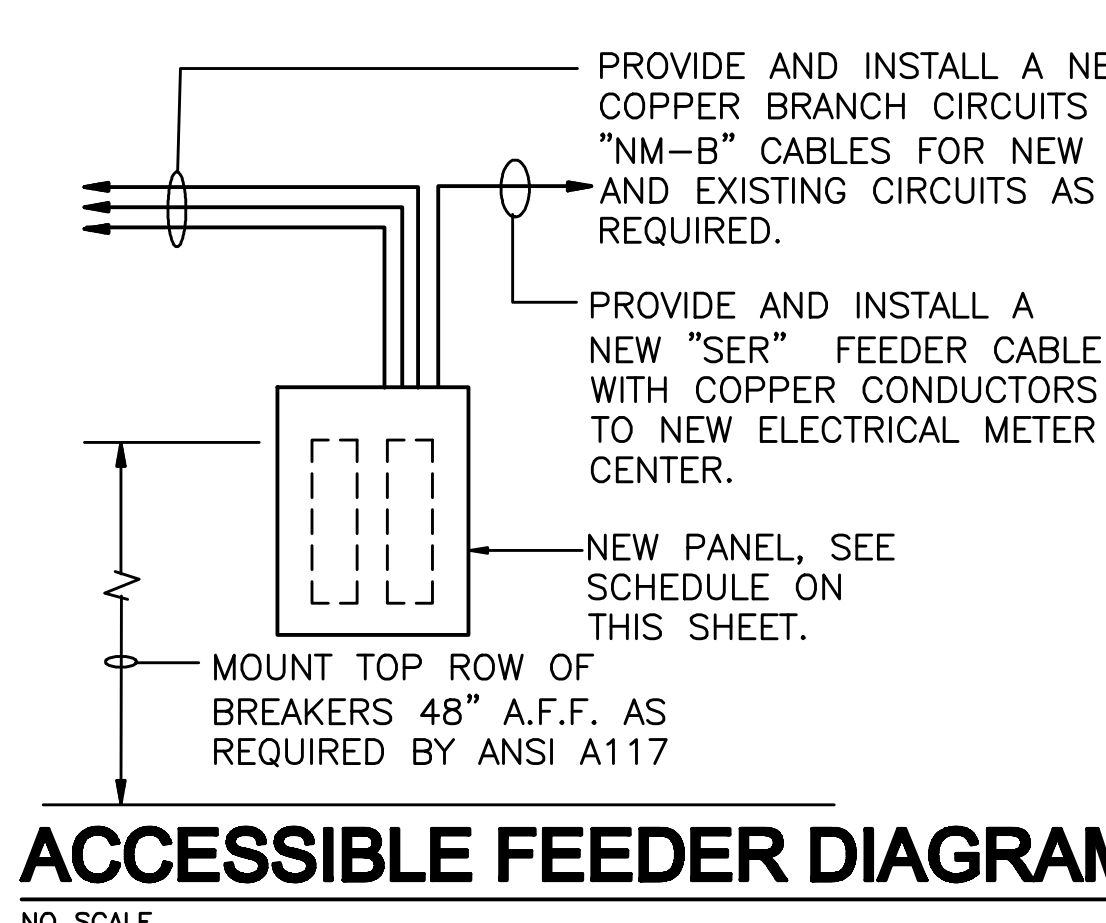 PROVIDE AND INSTALL A NE
COPPER BRANCH CIRCUITS
"NM-B" CABLES FOR NEW
AND EXISTING CIRCUITS AS
REQUIRED.
PROVIDE AND INSTALL A
NEW "SER" FEEDER CABLE
WITH COPPER CONDUCTORS
TO NEW ELECTRICAL METER
CENTER.
NEW PANEL, SEE
SCHEDULE ON
THIS SHEET.
MOUNT TOP ROW OF
BREAKERS 48" A.F.F. AS
REQUIRED BY ANSI A117
ACCESSIBLE FEEDER DIAGRAM
NO SCALE